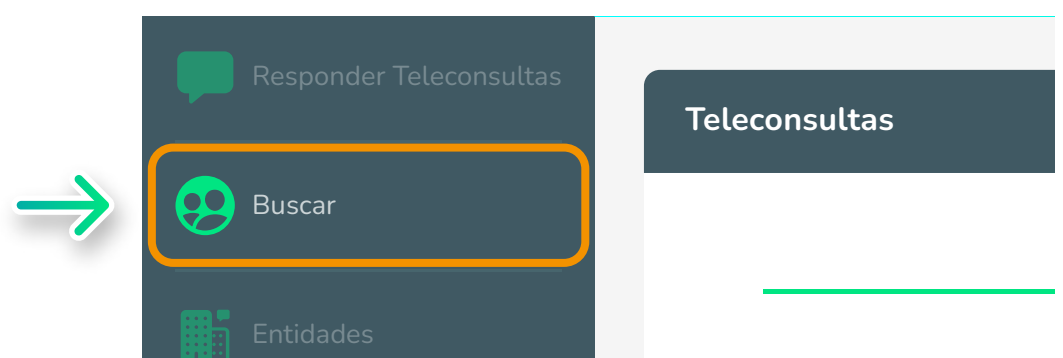 Responder Teleconsultas
Teleconsultas
Buscar
Entidades